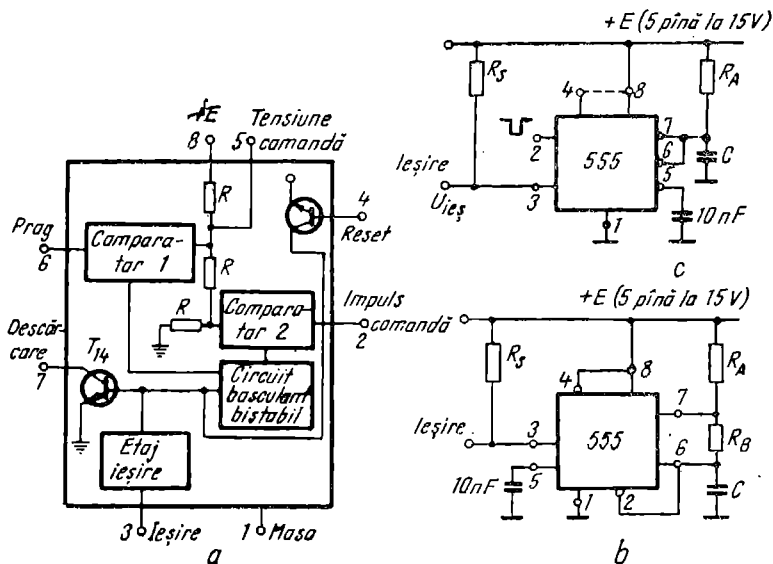 +E
8
Tensiune
5 comandă
R
4
Reset
Prag
6
Compara-
tor 1
R
R
Compara-
tor 2
Impuls
comandă
2
Descăr-
care
7
T14
Circuit
basculant
bistabil
Etaj
ieșire
3 Ieșire
1 Masa
a
+E (5 pînă la 15V)
RS
RA
4
8
7
6
5
2
555
C
Ieșire
Uieș
3
1
10nF
c
+E (5 pînă la 15V)
RS
4
8
RA
7
Ieșire
3
555
6
RB
10nF
5
1
2
C
b